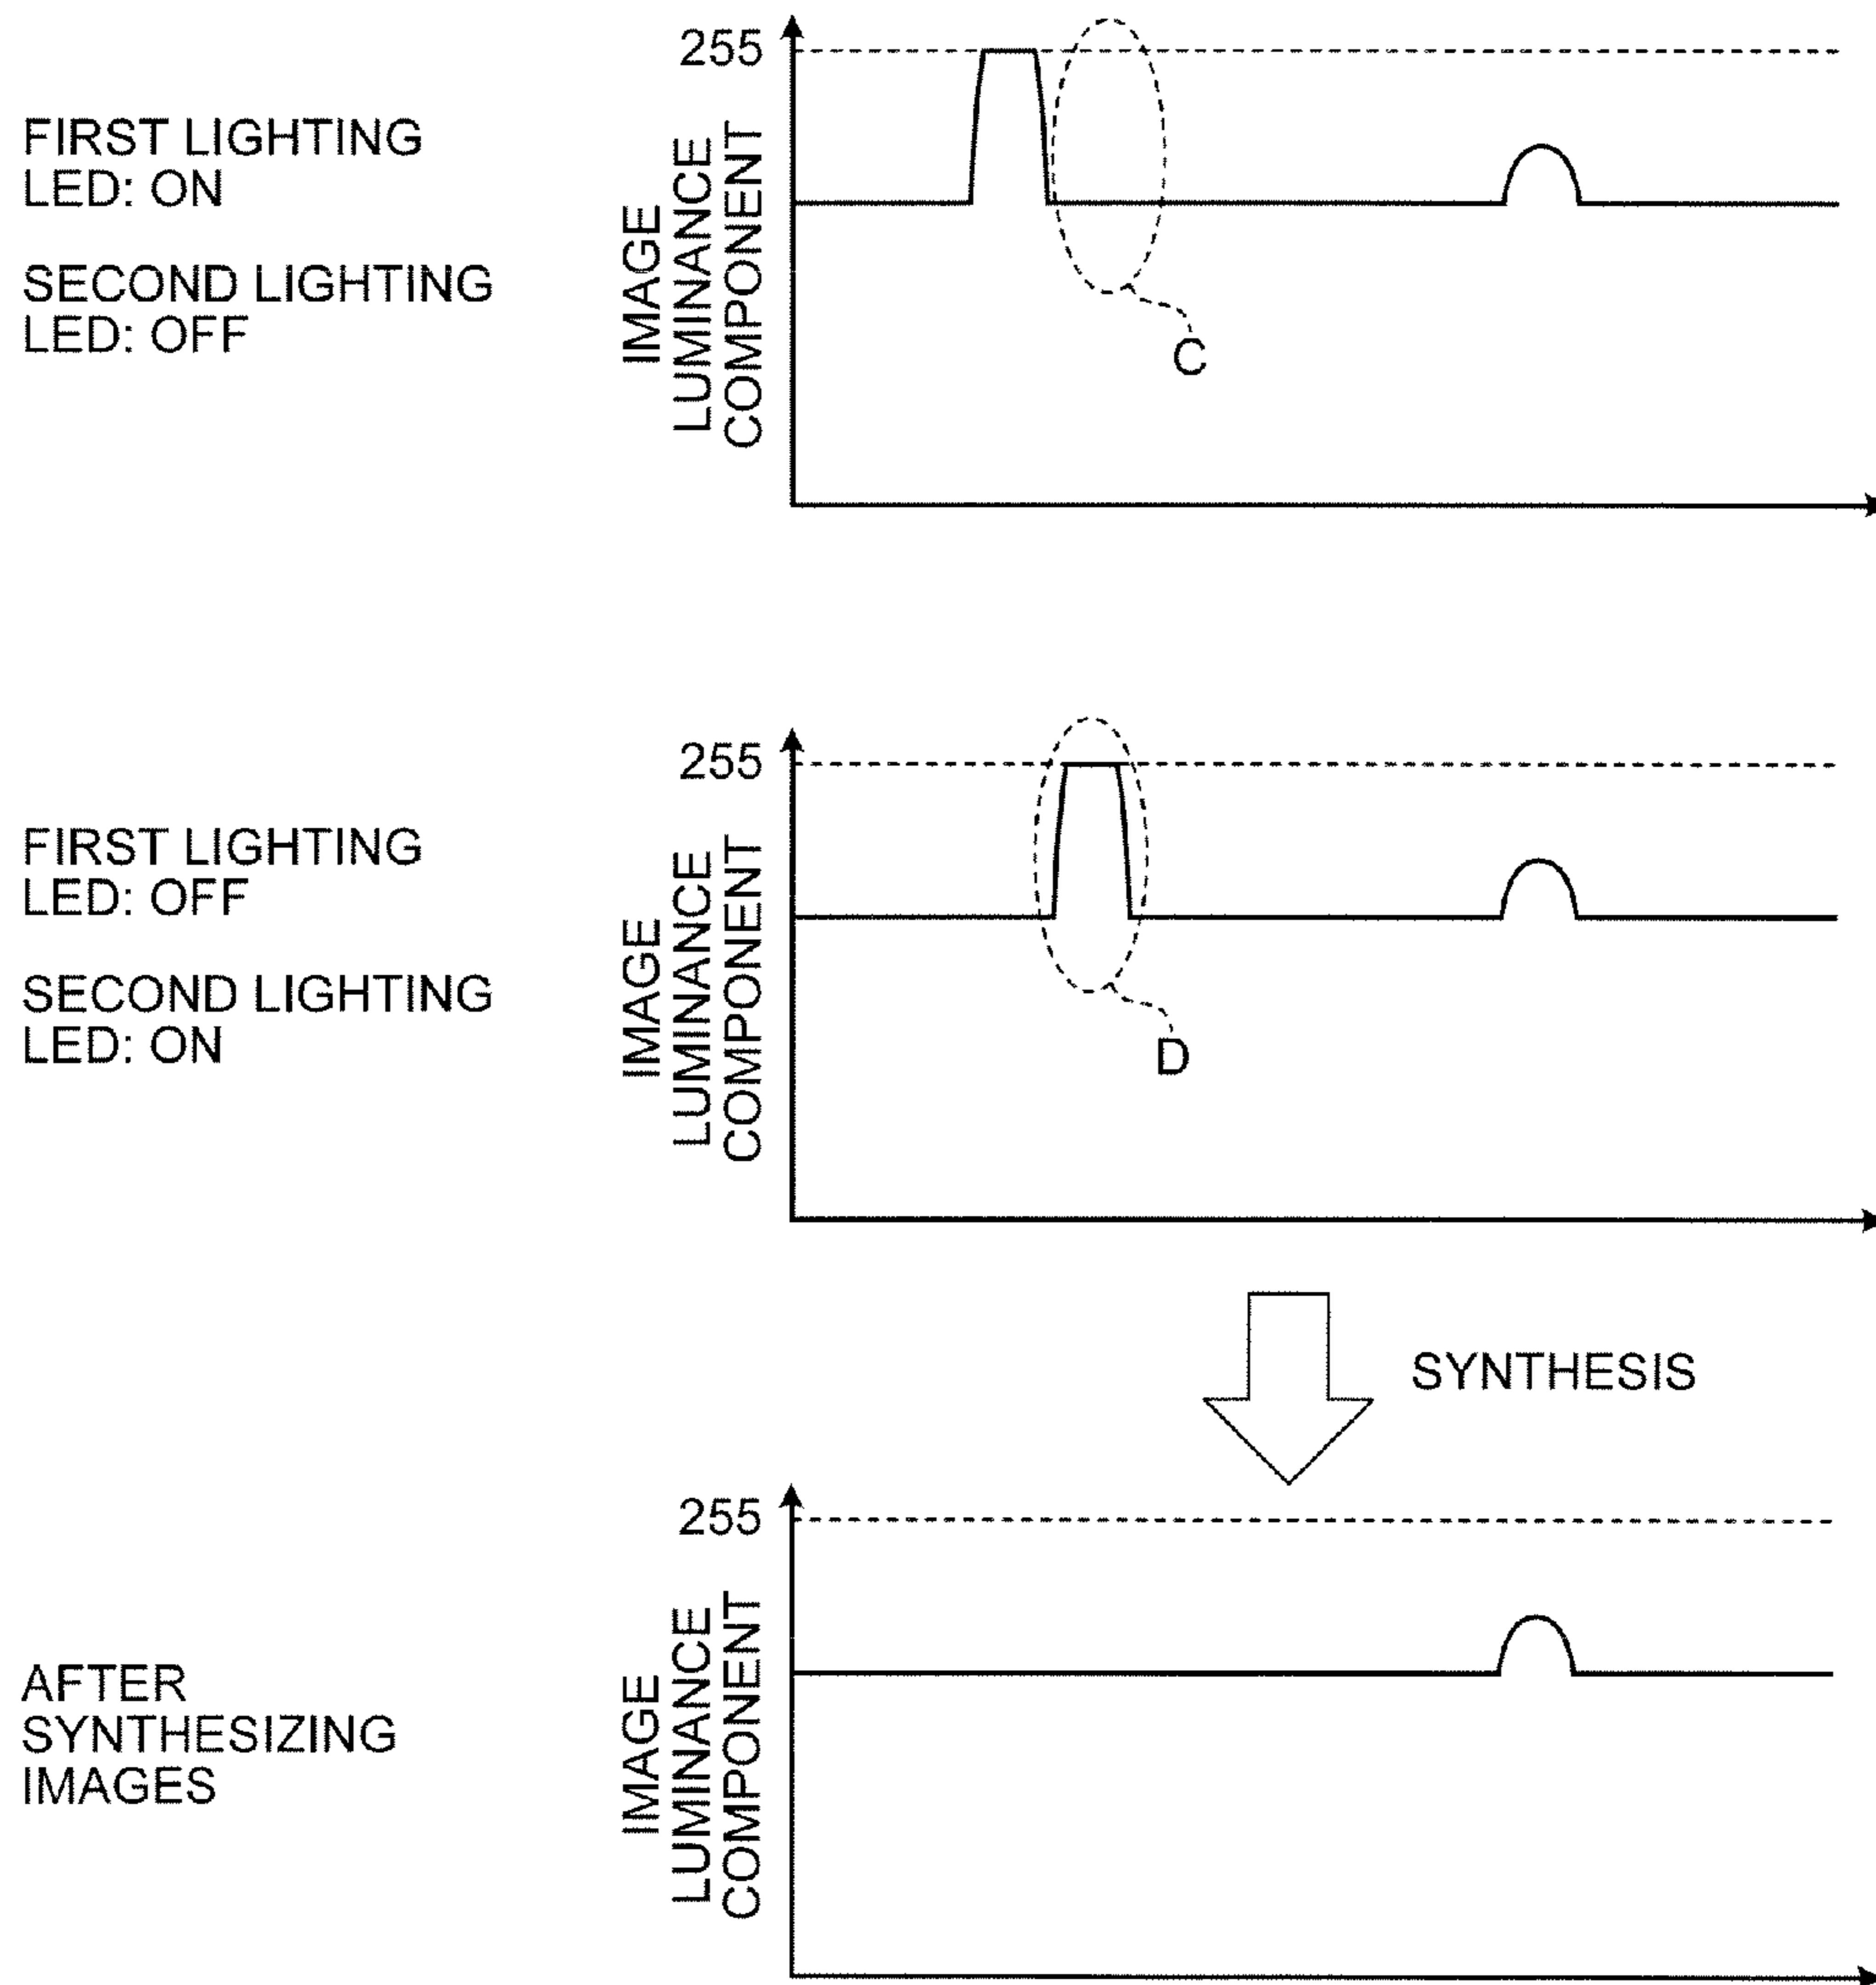 255
FIRST LIGHTING
LED: ON
SECOND LIGHTING
LED: OFF
IMAGE
LUMINANCE
COMPONENT
C
255
FIRST LIGHTING
LED: OFF
SECOND LIGHTING
LED: ON
IMAGE
LUMINANCE
COMPONENT
D
SYNTHESIS
255
AFTER
SYNTHESIZING
IMAGES
IMAGE
LUMINANCE
COMPONENT